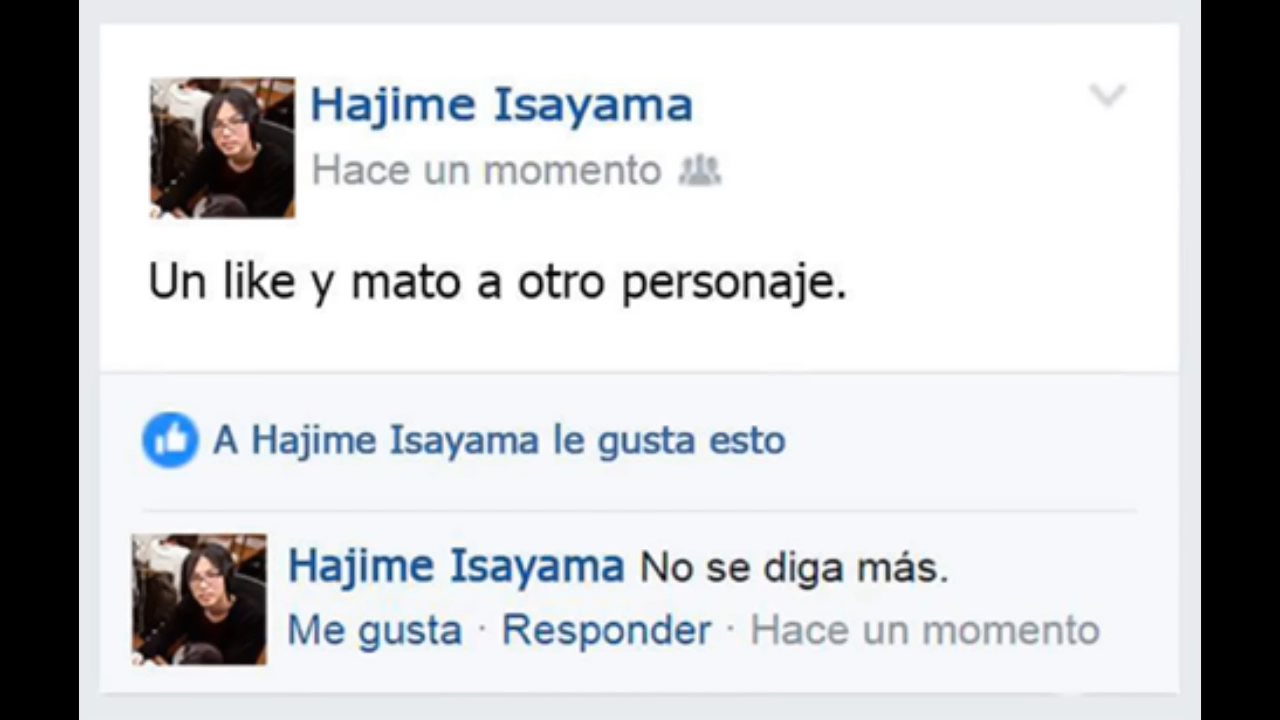 Hajime Isayama
Hace un momento
Un like y mato a otro personaje.
A Hajime Isayama le gusta esto
Hajime Isayama No se diga más.
Me gusta · Responder · Hace un momento